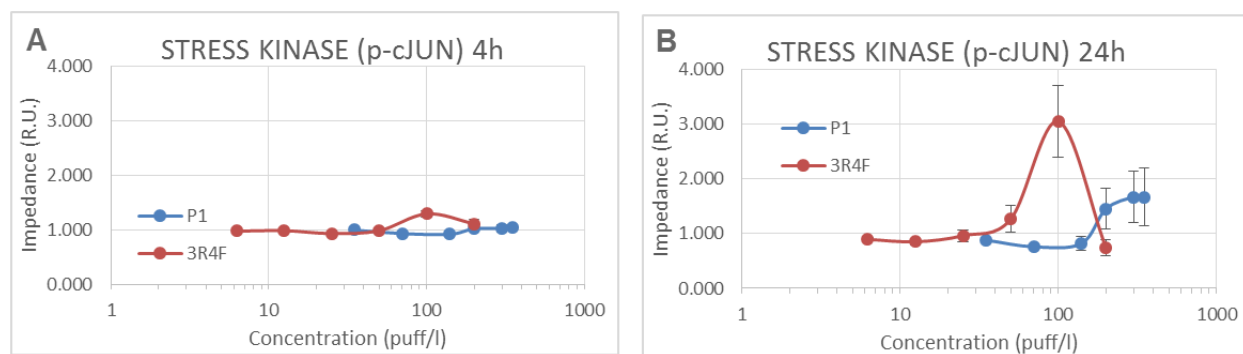 A
STRESS KINASE (p-cJUN) 4h
Impedance (R.U.)
4.000
3.000
2.000
1.000
0.000
P1
3R4F
1
10
100
1000
Concentration (puff/l)
B
STRESS KINASE (p-cJUN) 24h
Impedance (R.U.)
4.000
3.000
2.000
1.000
0.000
P1
3R4F
1
10
100
1000
Concentration (puff/l)